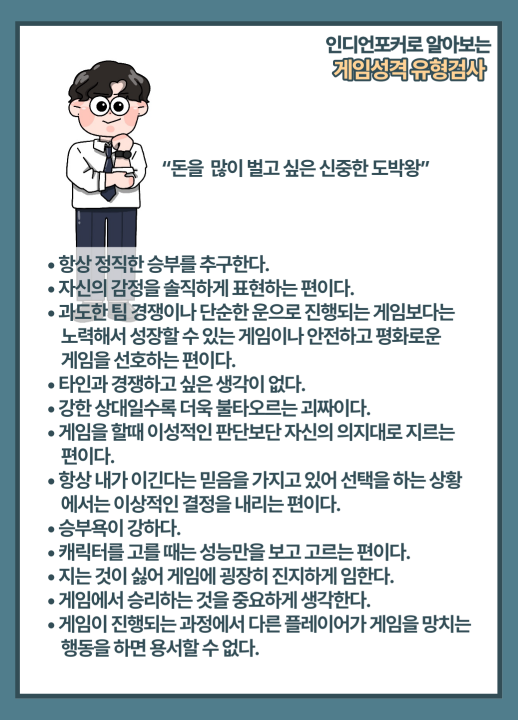 인디언포커로 알아보는
게임성격 유형검사
“돈을 많이 벌고 싶은 신중한 도박왕”
• 항상 정직한 승부를 추구한다.
• 자신의 감정을 솔직하게 표현하는 편이다.
• 과도한 팀 경쟁이나 단순한 운으로 진행되는 게임보다는
노력해서 성장할 수 있는 게임이나 안전하고 평화로운
게임을 선호하는 편이다.
• 타인과 경쟁하고 싶은 생각이 없다.
• 강한 상대일수록 더욱 불타오르는 괴짜이다.
• 게임을 할때 이성적인 판단보단 자신의 의지대로 지르는
편이다.
• 항상 내가 이긴다는 믿음을 가지고 있어 선택을 하는 상황
에서는 이상적인 결정을 내리는 편이다.
• 승부욕이 강하다.
• 캐릭터를 고를 때는 성능만을 보고 고르는 편이다.
• 지는 것이 싫어 게임에 굉장히 진지하게 임한다.
• 게임에서 승리하는 것을 중요하게 생각한다.
• 게임이 진행되는 과정에서 다른 플레이어가 게임을 망치는
행동을 하면 용서할 수 없다.